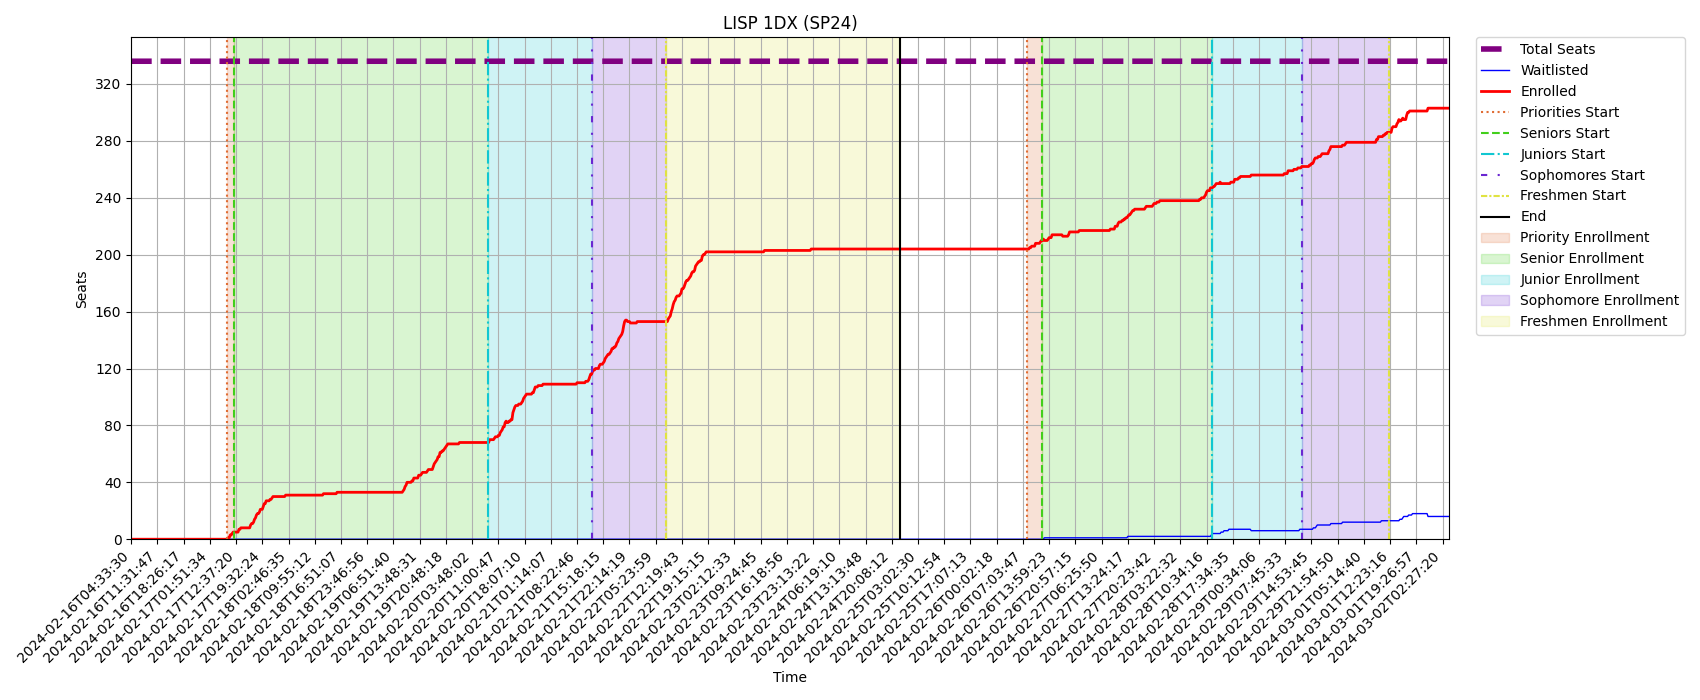 LISP 1DX (SP24)
Seats
320
280
240
200
160
120
80
40
0
2024-02-16T04:33:30
2024-02-16T11:31:47
2024-02-16T18:26:17
2024-02-17T01:51:34
2024-02-17T12:37:20
2024-02-17T19:32:24
2024-02-18T02:46:35
2024-02-18T09:55:12
2024-02-18T16:51:07
2024-02-18T23:46:56
2024-02-19T06:51:40
2024-02-19T13:48:31
2024-02-19T20:48:18
2024-02-20T03:48:02
2024-02-20T11:00:47
2024-02-20T18:07:10
2024-02-21T01:14:07
2024-02-21T08:22:46
2024-02-21T15:18:15
2024-02-21T22:14:19
2024-02-22T05:23:59
2024-02-22T12:19:43
2024-02-22T19:15:15
2024-02-23T02:12:33
2024-02-23T09:24:45
2024-02-23T16:18:56
2024-02-23T23:13:22
2024-02-24T06:19:10
2024-02-24T13:13:48
2024-02-24T20:08:12
2024-02-25T03:02:30
2024-02-25T10:12:54
2024-02-25T17:07:13
2024-02-26T00:02:18
2024-02-26T07:03:47
2024-02-26T13:59:23
2024-02-26T20:57:15
2024-02-27T06:25:50
2024-02-27T13:24:17
2024-02-27T20:23:42
2024-02-28T03:22:32
2024-02-28T10:34:16
2024-02-28T17:34:35
2024-02-29T00:34:06
2024-02-29T07:45:33
2024-02-29T14:53:45
2024-02-29T21:54:50
2024-03-01T05:14:40
2024-03-01T12:23:16
2024-03-01T19:26:57
2024-03-02T02:27:20
Time
Total Seats
Waitlisted
Enrolled
Priorities Start
Seniors Start
Juniors Start
Sophomores Start
Freshmen Start
End
Priority Enrollment
Senior Enrollment
Junior Enrollment
Sophomore Enrollment
Freshmen Enrollment